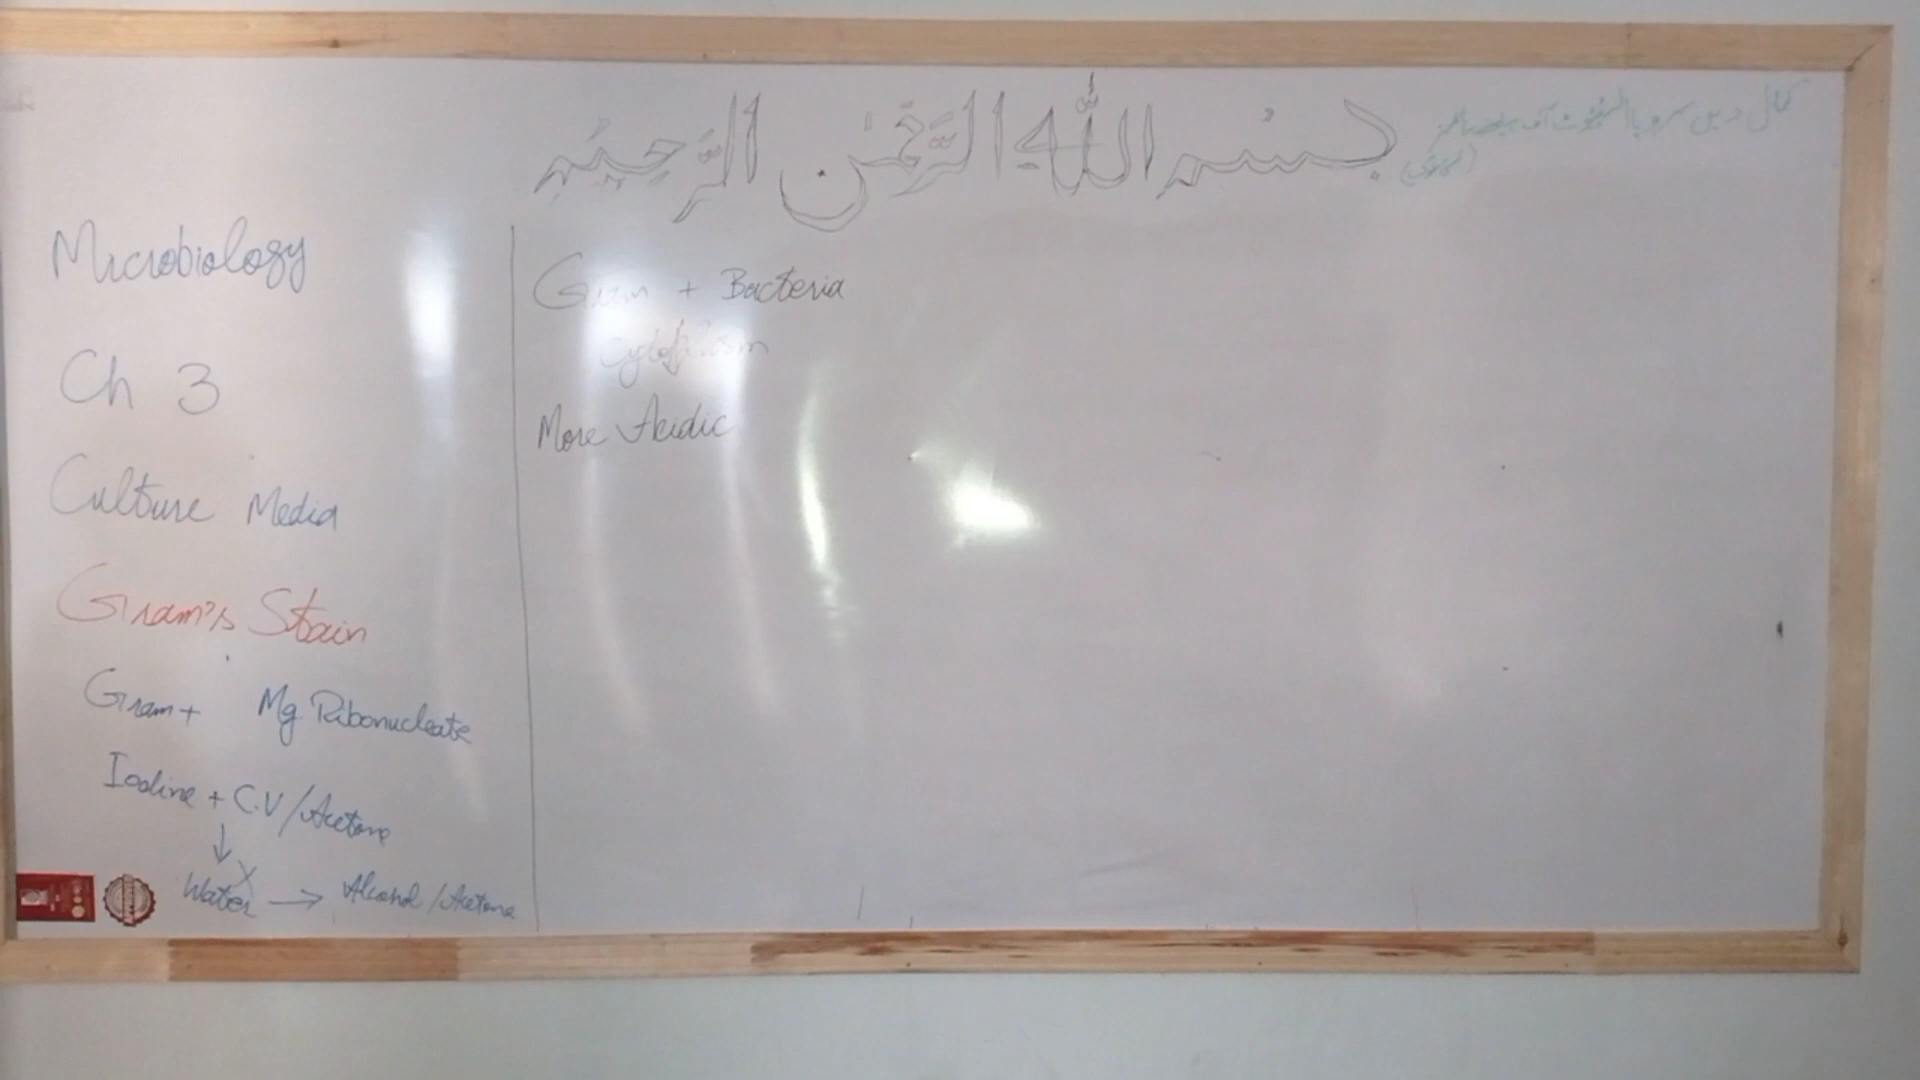 بسم الله الرحمن الرحيم
Microbiology
Ch 3
Culture Media
Gram's Stain
Gram + Mg. Ribonucleate
Iodine + C.V / Acetone
↓
Water X → Alcohol / Acetone
Gram + Bacteria
Cytoplasm
More Acidic